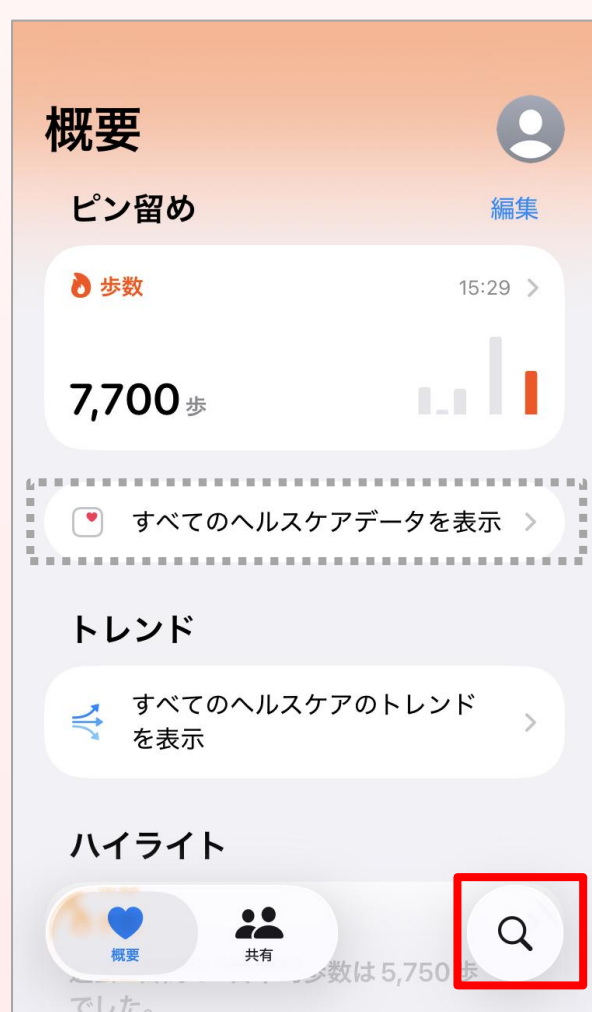 概要
ピン留め
編集
歩数
15:29
7,700歩
すべてのヘルスケアデータを表示
トレンド
すべてのヘルスケアのトレンド
を表示
ハイライト
概要
共有
歩数は5,750歩
でした。